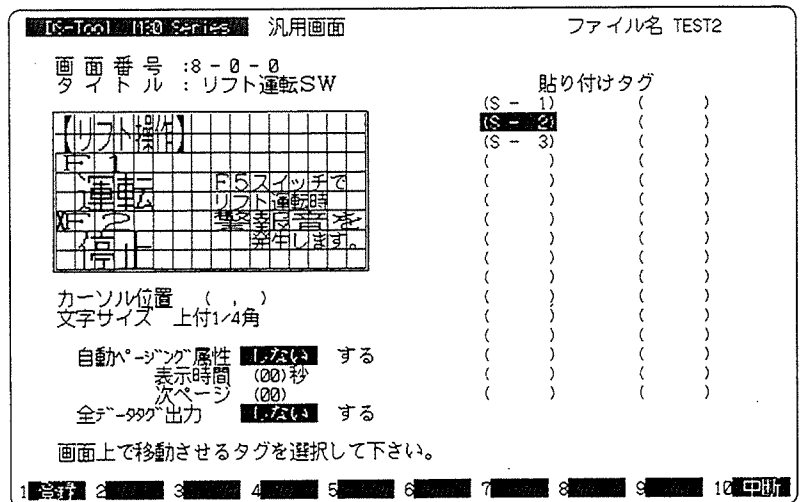 DS-Tool M30 Series 汎用画面 ファイル名 TEST2
画面番号 :8-0-0
タイトル :リフト運転SW
貼り付けタグ
(S - 1) ( )
(S - 2) ( )
(S - 3) ( )
( ) ( )
( ) ( )
( ) ( )
( ) ( )
( ) ( )
( ) ( )
( ) ( )
( ) ( )
( ) ( )
( ) ( )
( ) ( )
( ) ( )
( ) ( )
【リフト操作】
F1
運転
F2
停止
F5スイッチで
リフト運転時
警報音を
発生します。
カーソル位置 ( , )
文字サイズ 上付1/4角
自動ページング属性 しない する
表示時間 (00)秒
次ページ (00)
全データタグ出力 しない する
画面上で移動させるタグを選択して下さい。
1 登録 2 3 4 5 6 7 8 9 10 中断